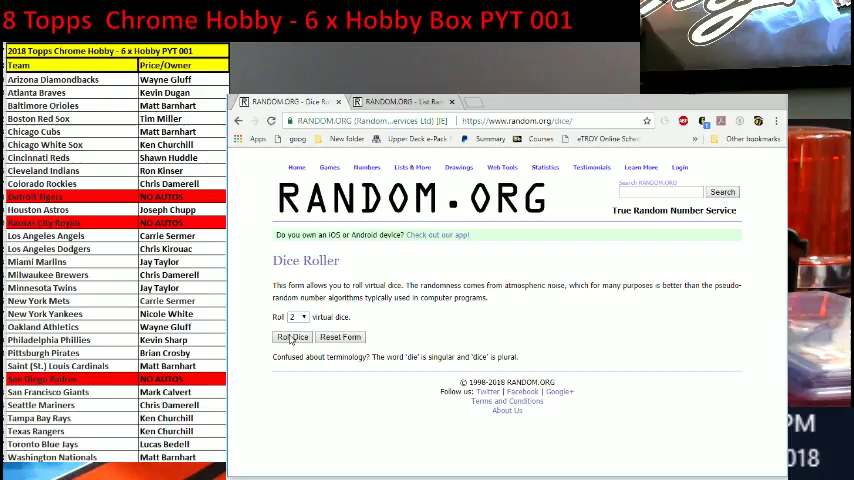 8 Topps Chrome Hobby - 6 x Hobby Box PYT 001
2018 Topps Chrome Hobby - 6 x Hobby PYT 001
Team Price/Owner
Arizona Diamondbacks Wayne Gluff
Atlanta Braves Kevin Dugan
Baltimore Orioles Matt Barnhart
Boston Red Sox Tim Miller
Chicago Cubs Matt Barnhart
Chicago White Sox Ken Churchill
Cincinnati Reds Shawn Huddle
Cleveland Indians Ron Kinser
Colorado Rockies Chris Damerell
Detroit Tigers NO AUTOS
Houston Astros Joseph Chupp
Kansas City Royals NO AUTOS
Los Angeles Angels Carrie Sermer
Los Angeles Dodgers Chris Kirouac
Miami Marlins Jay Taylor
Milwaukee Brewers Chris Damerell
Minnesota Twins Jay Taylor
New York Mets Carrie Sermer
New York Yankees Nicole White
Oakland Athletics Wayne Gluff
Philadelphia Phillies Kevin Sharp
Pittsburgh Pirates Brian Crosby
Saint (St.) Louis Cardinals Matt Barnhart
San Diego Padres NO AUTOS
San Francisco Giants Mark Calvert
Seattle Mariners Chris Damerell
Tampa Bay Rays Ken Churchill
Texas Rangers Ken Churchill
Toronto Blue Jays Lucas Bedell
Washington Nationals Matt Barnhart
RANDOM.ORG - Dice Ro × RANDOM.ORG - List Ran ×
RANDOM.ORG (Random...ervices Ltd) [IE] https://www.random.org/dice/
Apps goog New folder Upper Deck e-Pack Summary Courses eTROY Online Scher » Other bookmarks
Home Games Numbers Lists & More Drawings Web Tools Statistics Testimonials Learn More Login
Search RANDOM.ORG
Search
RANDOM.ORG
True Random Number Service
Do you own an iOS or Android device? Check out our app!
Dice Roller
This form allows you to roll virtual dice. The randomness comes from atmospheric noise, which for many purposes is better than the pseudo-
random number algorithms typically used in computer programs.
Roll 2 virtual dice.
Roll Dice Reset Form
Confused about terminology? The word 'die' is singular and 'dice' is plural.
© 1998-2018 RANDOM.ORG
Follow us: Twitter | Facebook | Google+
Terms and Conditions
About Us
PM
2018